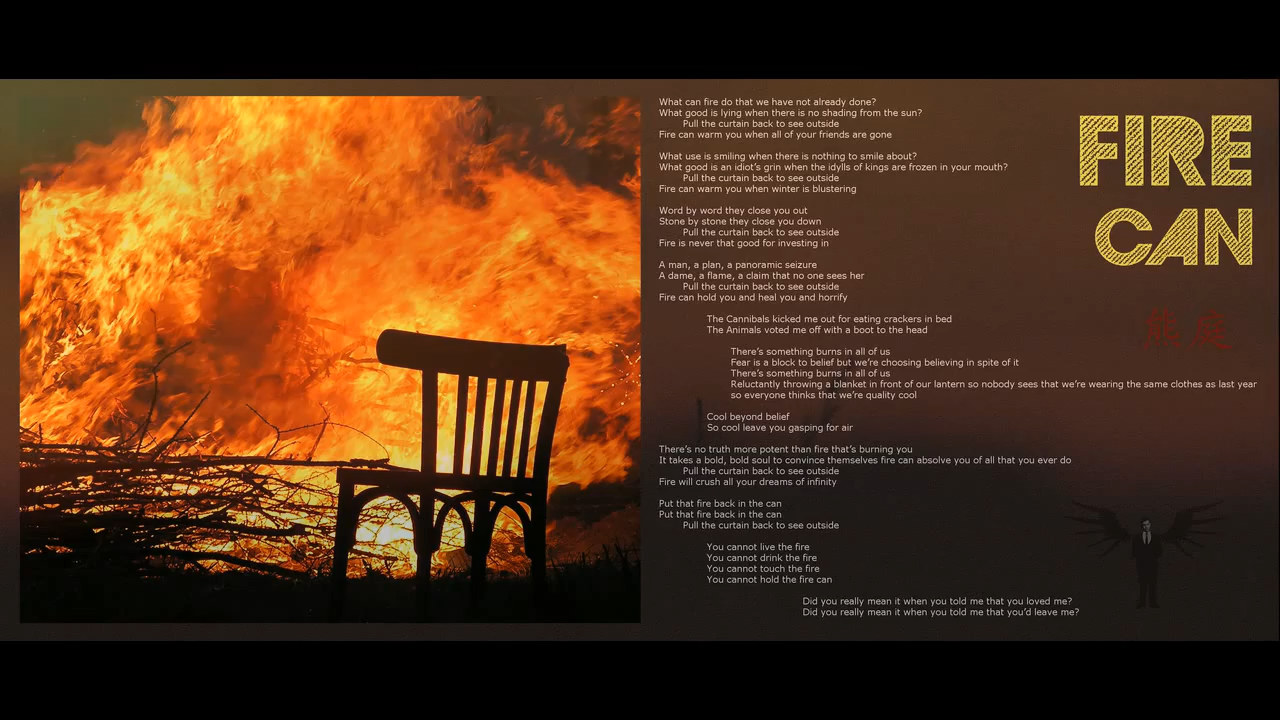 What can fire do that we have not already done?
What good is lying when there is no shading from the sun?
Pull the curtain back to see outside
Fire can warm you when all of your friends are gone
What use is smiling when there is nothing to smile about?
What good is an idiot's grin when the idylls of kings are frozen in your mouth?
Pull the curtain back to see outside
Fire can warm you when winter is blustering
Word by word they close you out
Stone by stone they close you down
Pull the curtain back to see outside
Fire is never that good for investing in
A man, a plan, a panoramic seizure
A dame, a flame, a claim that no one sees her
Pull the curtain back to see outside
Fire can hold you and heal you and horrify
The Cannibals kicked me out for eating crackers in bed
The Animals voted me off with a boot to the head
There's something burns in all of us
Fear is a block to belief but we're choosing believing in spite of it
There's something burns in all of us
Reluctantly throwing a blanket in front of our lantern so nobody sees that we're wearing the same clothes as last year
so everyone thinks that we're quality cool
Cool beyond belief
So cool leave you gasping for air
There's no truth more potent than fire that's burning you
It takes a bold, bold soul to convince themselves fire can absolve you of all that you ever do
Pull the curtain back to see outside
Fire will crush all your dreams of infinity
Put that fire back in the can
Put that fire back in the can
Pull the curtain back to see outside
You cannot live the fire
You cannot drink the fire
You cannot touch the fire
You cannot hold the fire can
Did you really mean it when you told me that you loved me?
Did you really mean it when you told me that you'd leave me?
FIRE
CAN
熊庭